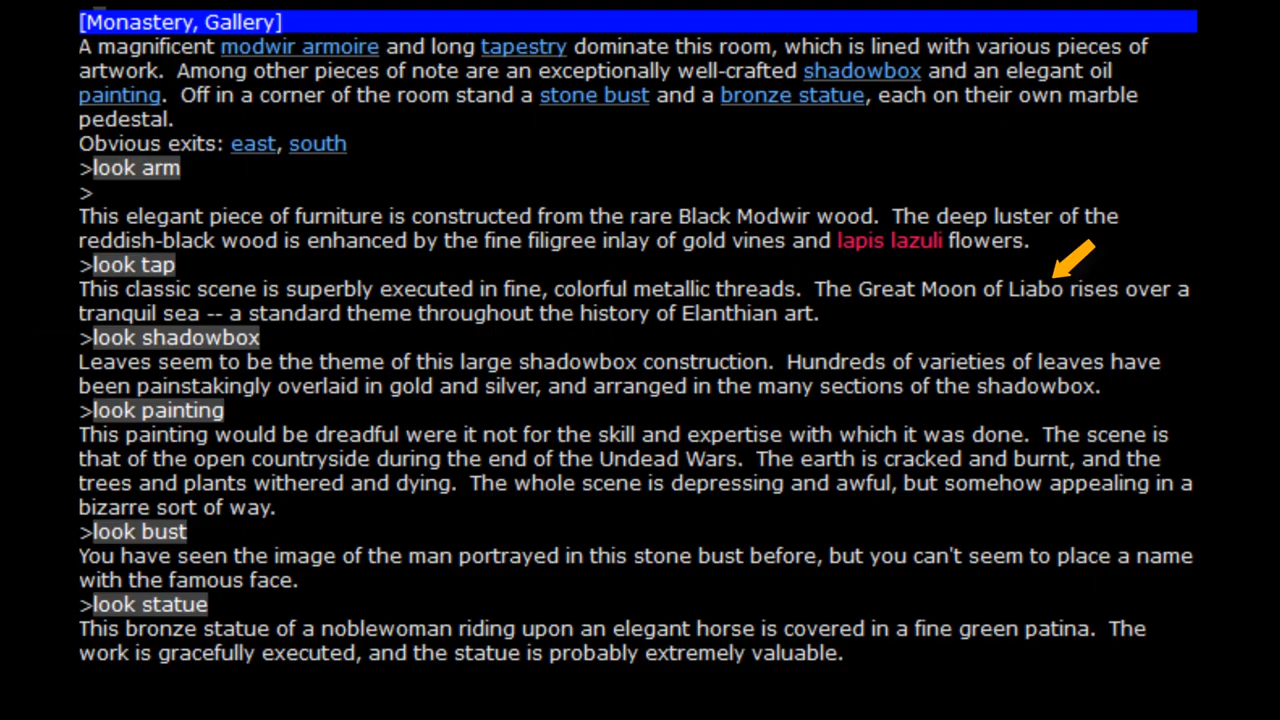 [Monastery, Gallery]
A magnificent modwir armoire and long tapestry dominate this room, which is lined with various pieces of
artwork.  Among other pieces of note are an exceptionally well-crafted shadowbox and an elegant oil
painting.  Off in a corner of the room stand a stone bust and a bronze statue, each on their own marble
pedestal.
Obvious exits: east, south
>look arm
>
This elegant piece of furniture is constructed from the rare Black Modwir wood.  The deep luster of the
reddish-black wood is enhanced by the fine filigree inlay of gold vines and lapis lazuli flowers.
>look tap
This classic scene is superbly executed in fine, colorful metallic threads.  The Great Moon of Liabo rises over a
tranquil sea -- a standard theme throughout the history of Elanthian art.
>look shadowbox
Leaves seem to be the theme of this large shadowbox construction.  Hundreds of varieties of leaves have
been painstakingly overlaid in gold and silver, and arranged in the many sections of the shadowbox.
>look painting
This painting would be dreadful were it not for the skill and expertise with which it was done.  The scene is
that of the open countryside during the end of the Undead Wars.  The earth is cracked and burnt, and the
trees and plants withered and dying.  The whole scene is depressing and awful, but somehow appealing in a
bizarre sort of way.
>look bust
You have seen the image of the man portrayed in this stone bust before, but you can't seem to place a name
with the famous face.
>look statue
This bronze statue of a noblewoman riding upon an elegant horse is covered in a fine green patina.  The
work is gracefully executed, and the statue is probably extremely valuable.